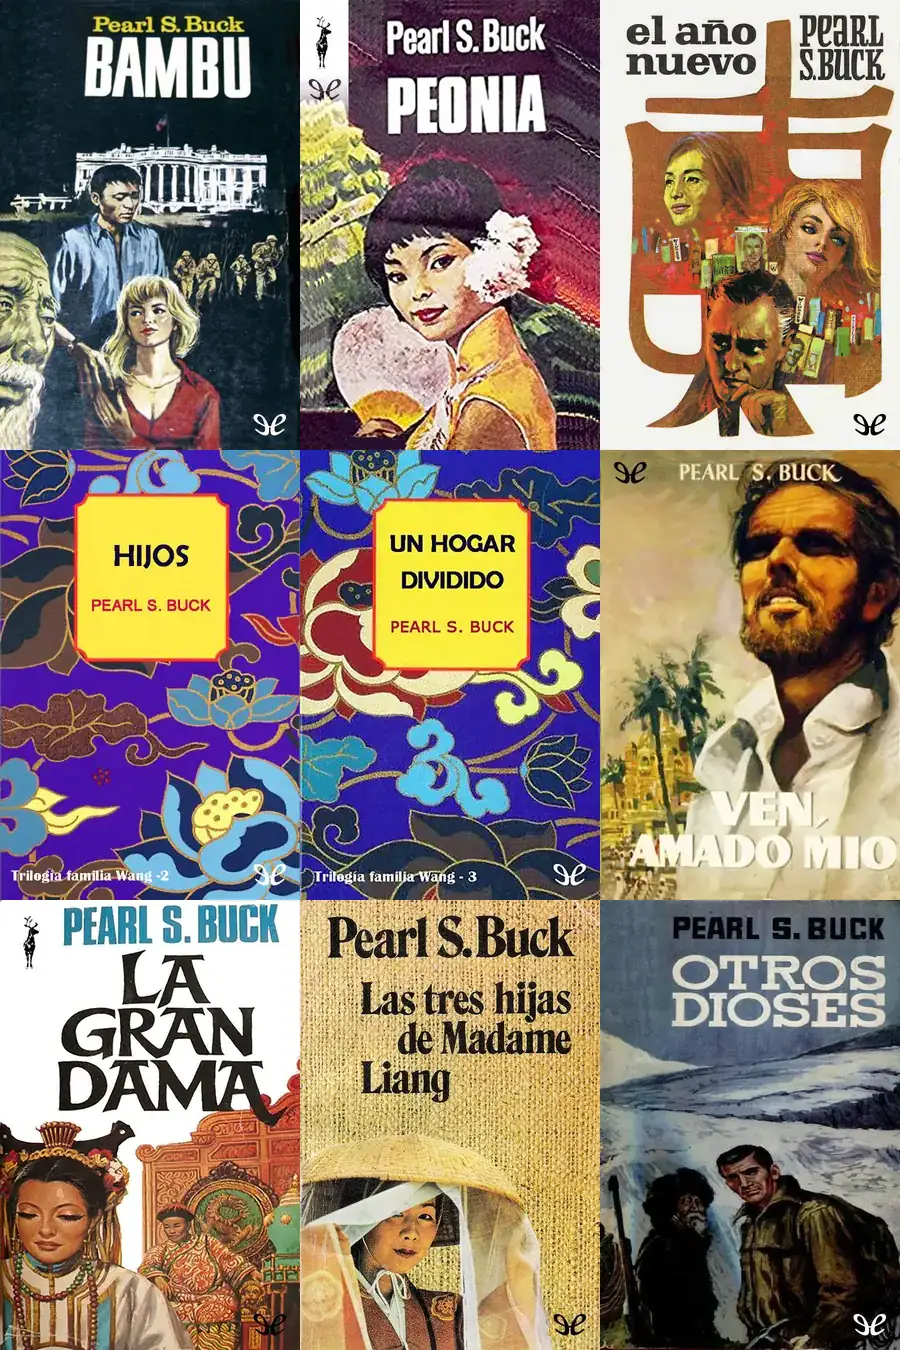 Pearl S. Buck
BAMBU
Pearl S. Buck
PEONIA
el año
nuevo
PEARL
S.BUCK
HIJOS
PEARL S. BUCK
Trilogía familia Wang -2
UN HOGAR
DIVIDIDO
PEARL S. BUCK
Trilogía familia Wang - 3
PEARL S. BUCK
VEN,
AMADO MIO
PEARL S. BUCK
LA
GRAN
DAMA
Pearl S. Buck
Las tres hijas
de Madame
Liang
PEARL S. BUCK
OTROS
DIOSES